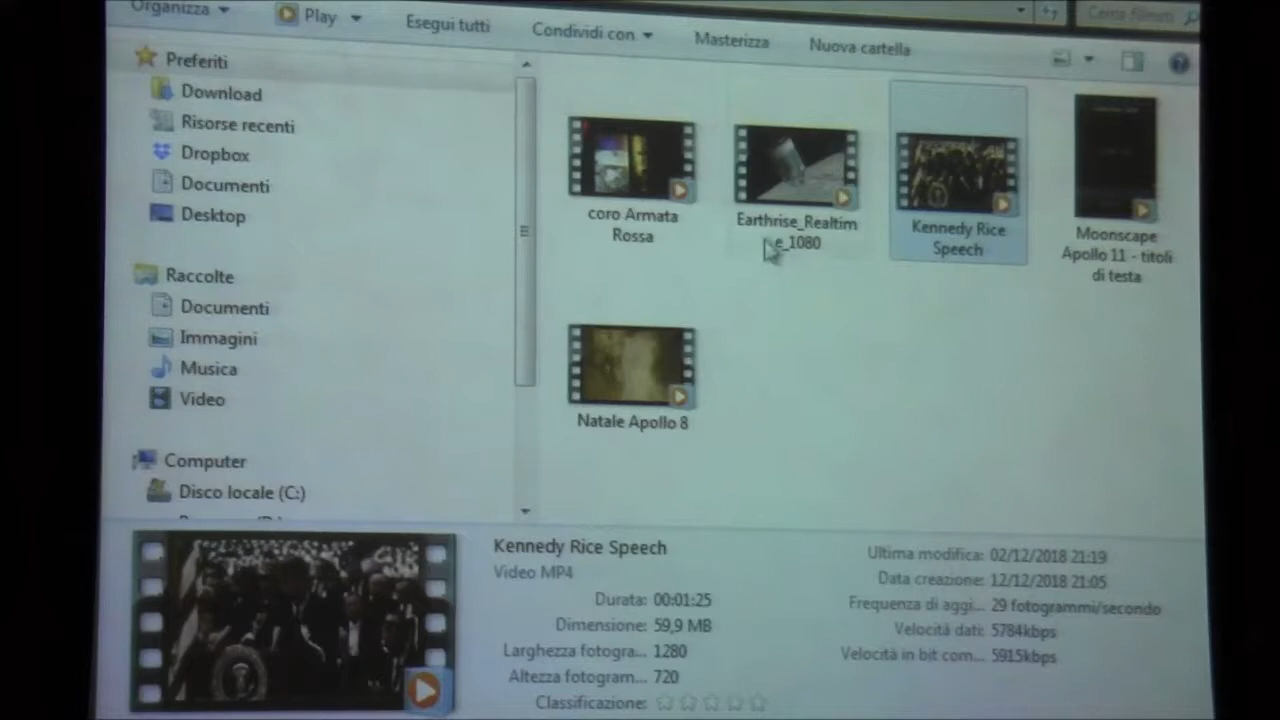 Organizza
Play
Esegui tutti
Condividi con
Masterizza
Nuova cartella
Cerca filmati
Preferiti
Download
Risorse recenti
Dropbox
Documenti
Desktop
Raccolte
Documenti
Immagini
Musica
Video
Computer
Disco locale (C:)
coro Armata
Rossa
Earthrise_Realtim
e_1080
Kennedy Rice
Speech
Moonscape
Apollo 11 - titoli
di testa
Natale Apollo 8
Kennedy Rice Speech
Video MP4
Durata: 00:01:25
Dimensione: 59,9 MB
Larghezza fotogra... 1280
Altezza fotogram... 720
Classificazione:
Ultima modifica: 02/12/2018 21:19
Data creazione: 12/12/2018 21:05
Frequenza di aggi... 29 fotogrammi/secondo
Velocità dati: 5784kbps
Velocità in bit com... 5915kbps